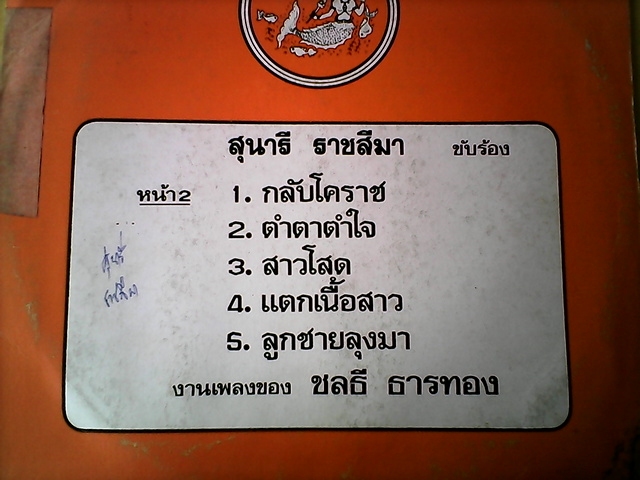 สุนารี ราชสีมา ขับร้อง
หน้า2
1. กลับโคราช
2. ตำตาตำใจ
3. สาวโสด
4. แตกเนื้อสาว
5. ลูกชายลุงมา
งานเพลงของ ชลธี ธารทอง